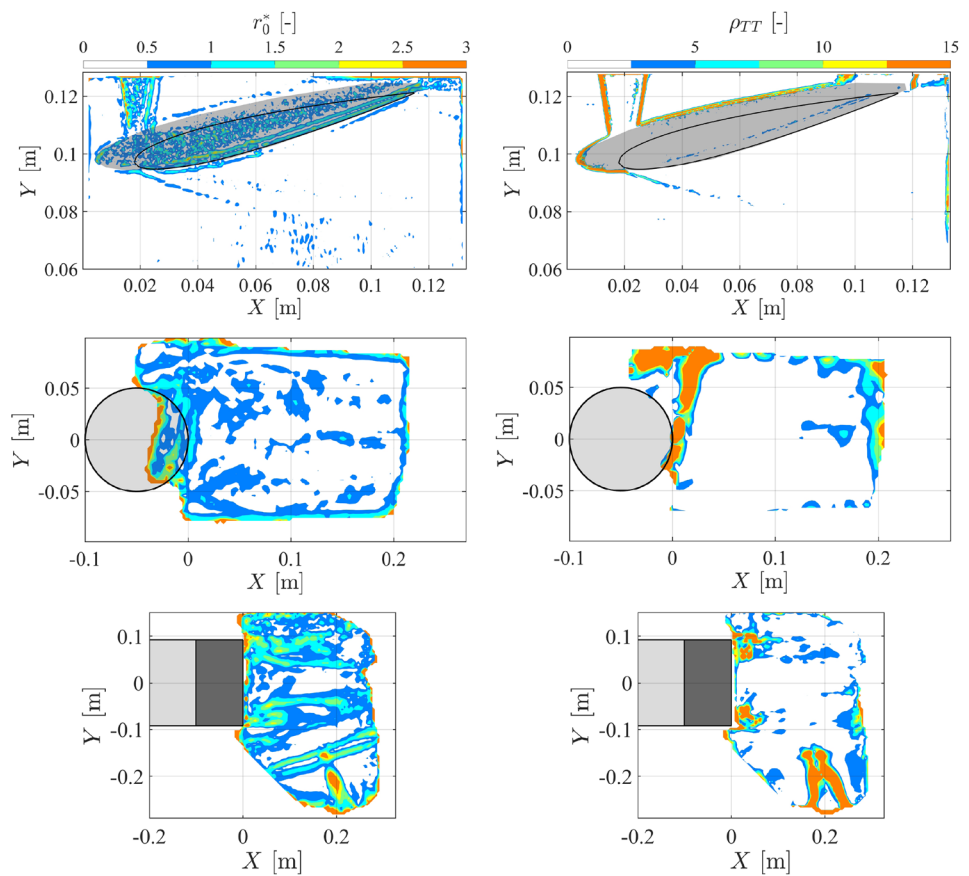 r₀* [-]
0 0.5 1 1.5 2 2.5 3
ρ_TT [-]
0 5 10 15
0.12
0.1
0.08
0.06
Y [m]
0.02 0.04 0.06 0.08 0.1 0.12
X [m]
0.12
0.1
0.08
0.06
Y [m]
0.02 0.04 0.06 0.08 0.1 0.12
X [m]
0.05
0
-0.05
Y [m]
-0.1 0 0.1 0.2
X [m]
0.05
0
-0.05
Y [m]
-0.1 0 0.1 0.2
X [m]
0.1
0
-0.1
-0.2
Y [m]
-0.2 0 0.2
X [m]
0.1
0
-0.1
-0.2
Y [m]
-0.2 0 0.2
X [m]